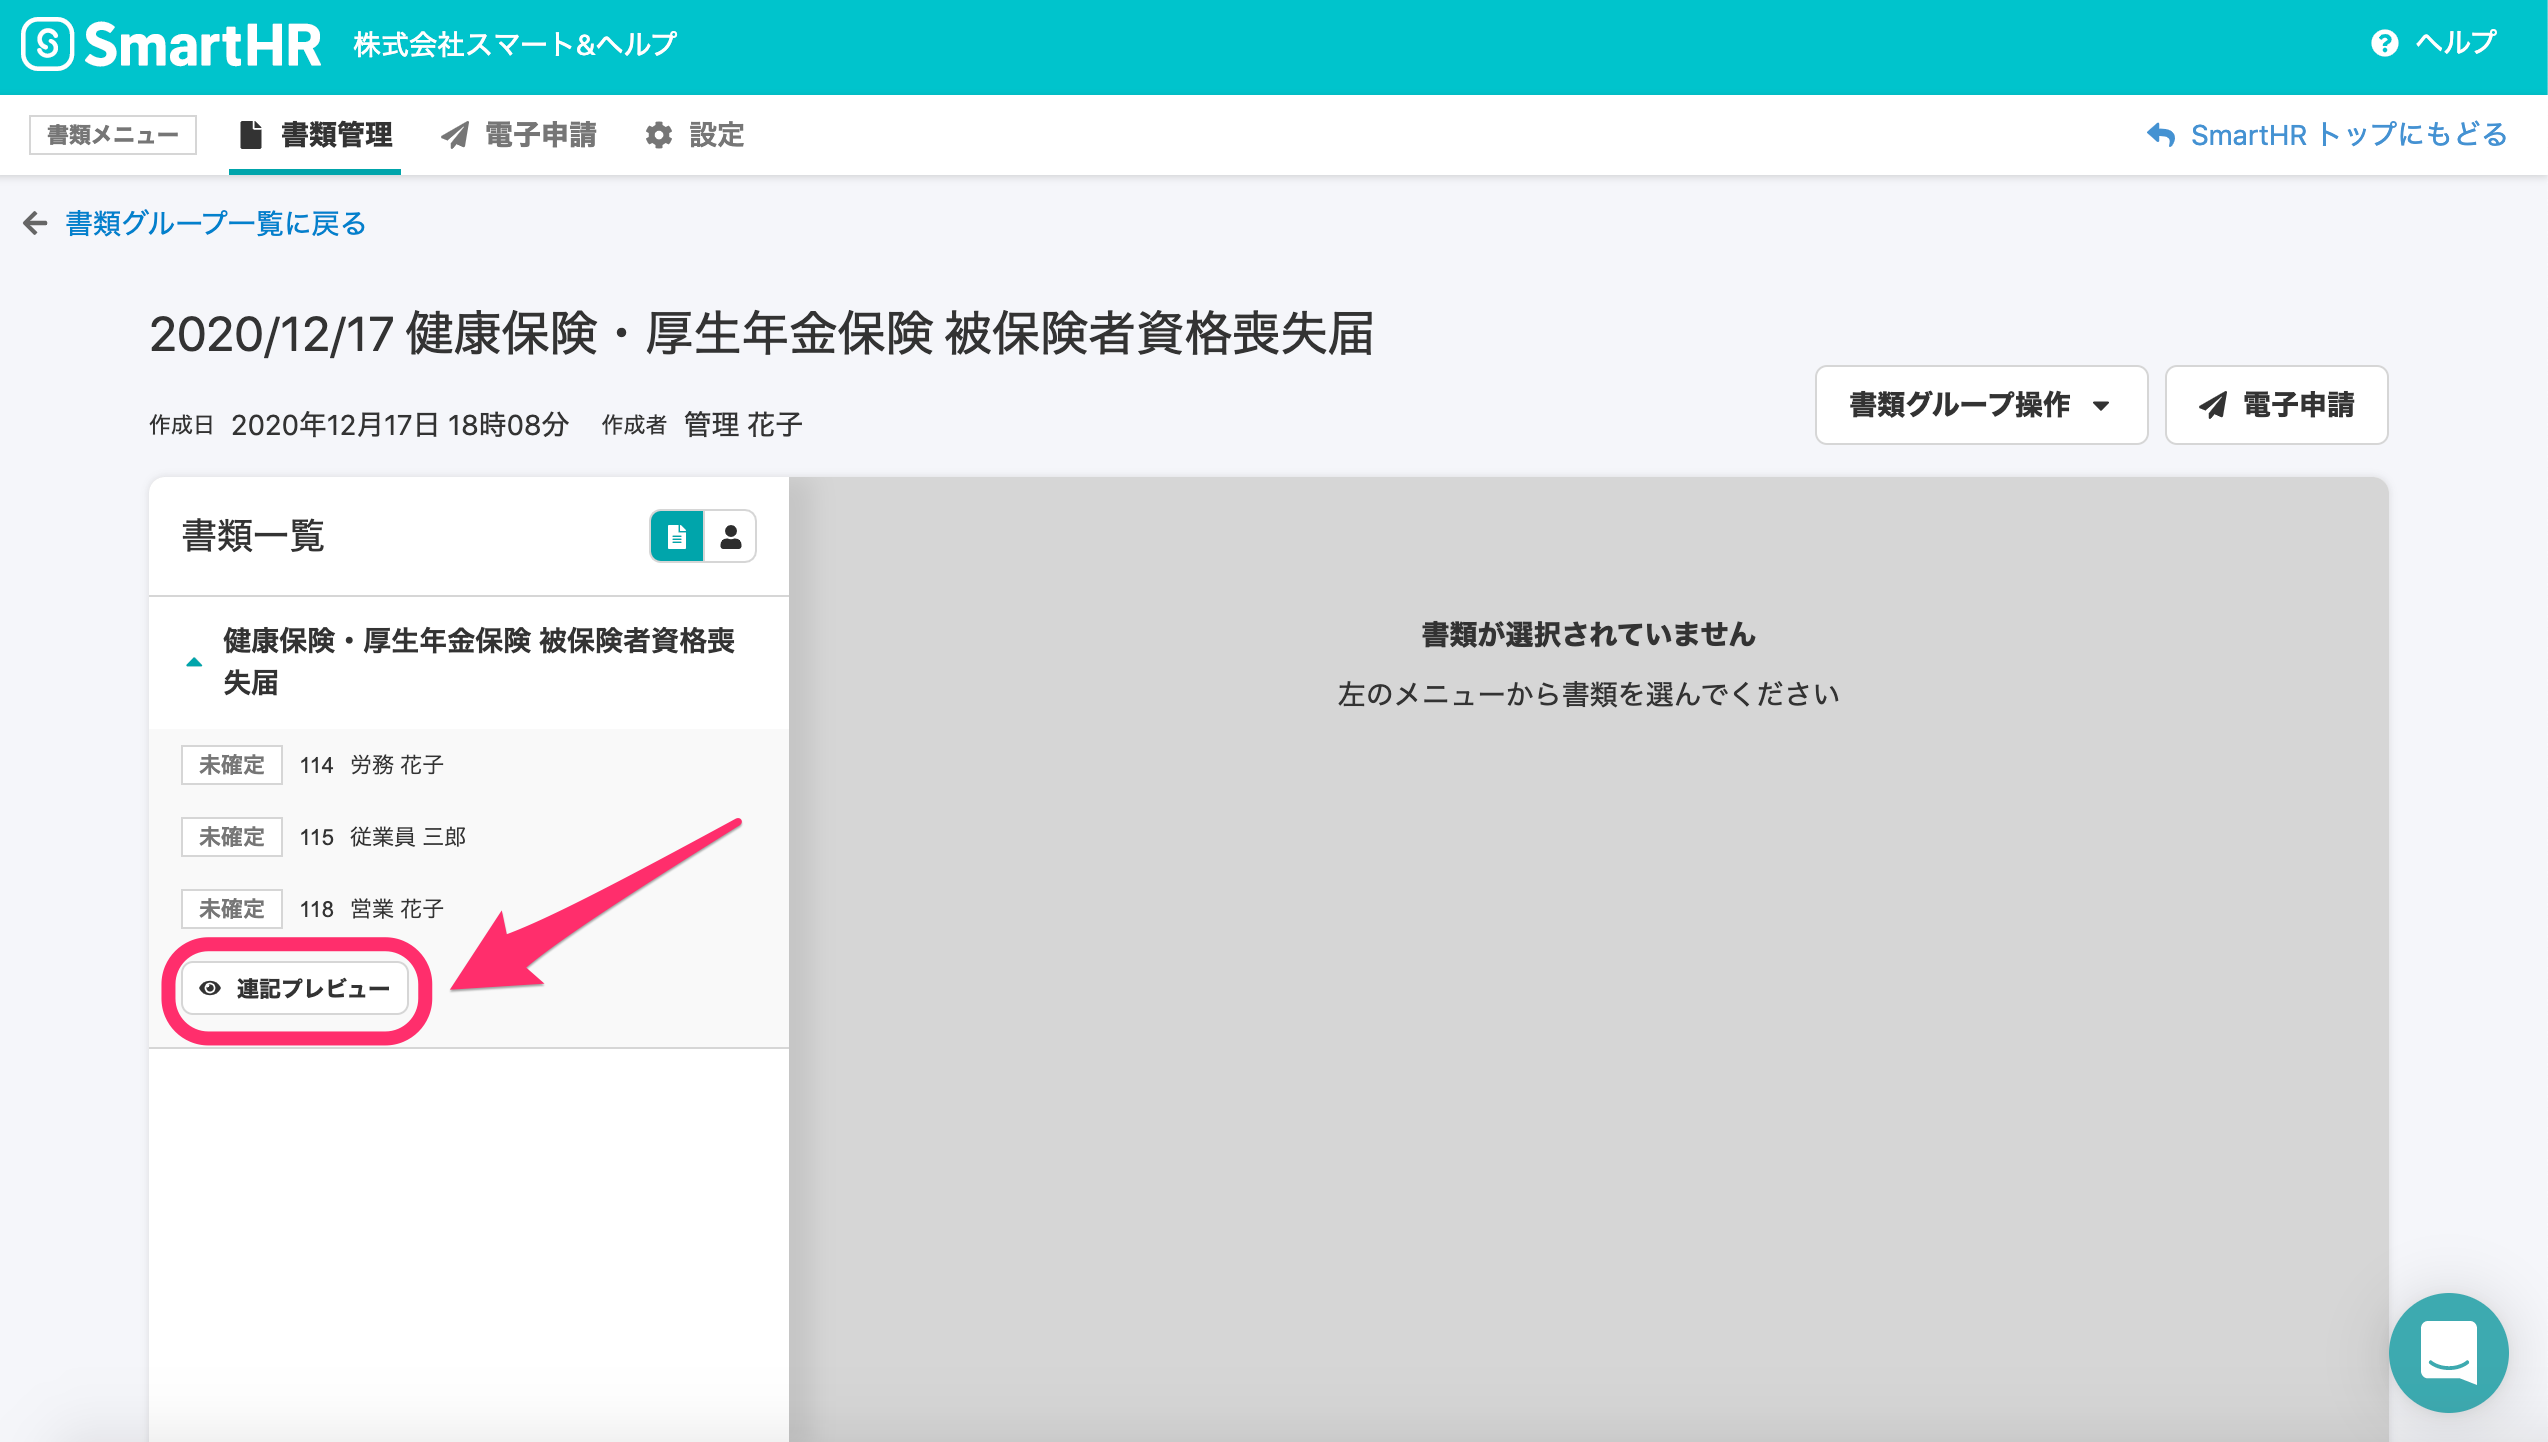 SmartHR 株式会社スマート&ヘルプ ? ヘルプ
書類メニュー 書類管理 電子申請 設定 SmartHR トップにもどる
書類グループ一覧に戻る
2020/12/17 健康保険・厚生年金保険 被保険者資格喪失届
作成日 2020年12月17日 18時08分 作成者 管理 花子
書類グループ操作 電子申請
書類一覧
健康保険・厚生年金保険 被保険者資格喪
失届
未確定 114 労務 花子
未確定 115 従業員 三郎
未確定 118 営業 花子
連記プレビュー
書類が選択されていません
左のメニューから書類を選んでください